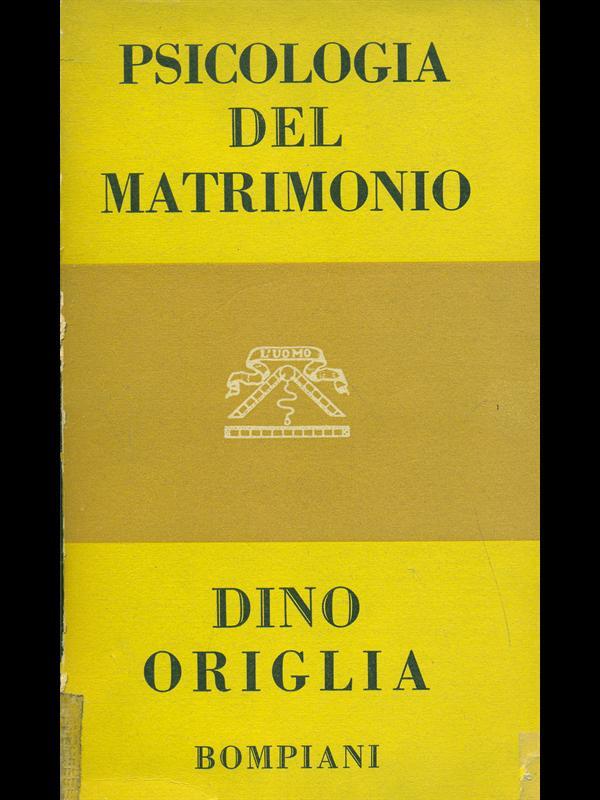 PSICOLOGIA
DEL
MATRIMONIO
L'UOMO
DINO
ORIGLIA
BOMPIANI